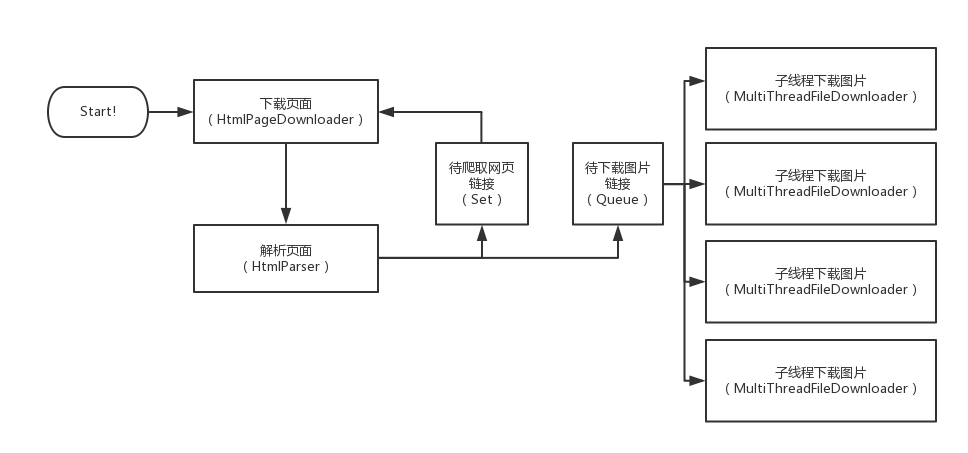 Start!
下载页面
（HtmlPageDownloader）
解析页面
（HtmlParser）
待爬取网页
链接
（Set）
待下载图片
链接
（Queue）
子线程下载图片
（MultiThreadFileDownloader）
子线程下载图片
（MultiThreadFileDownloader）
子线程下载图片
（MultiThreadFileDownloader）
子线程下载图片
（MultiThreadFileDownloader）